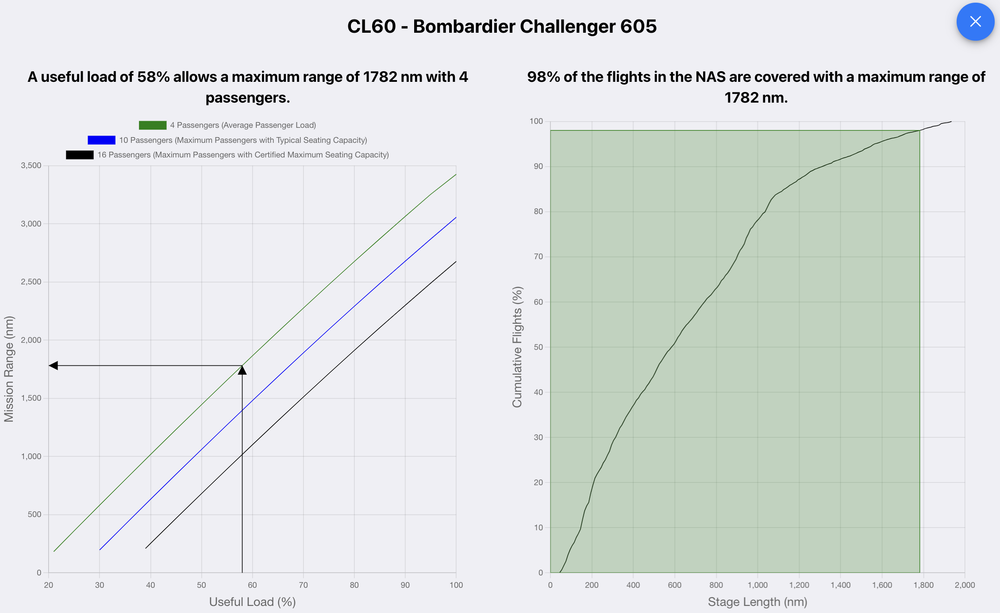 CL60 - Bombardier Challenger 605
A useful load of 58% allows a maximum range of 1782 nm with 4
passengers.
4 Passengers (Average Passenger Load)
10 Passengers (Maximum Passengers with Typical Seating Capacity)
16 Passengers (Maximum Passengers with Certified Maximum Seating Capacity)
3,500
3,000
2,500
2,000
1,500
1,000
500
0
Mission Range (nm)
20 30 40 50 60 70 80 90 100
Useful Load (%)
98% of the flights in the NAS are covered with a maximum range of
1782 nm.
100
90
80
70
60
50
40
30
20
10
0
Cumulative Flights (%)
0 200 400 600 800 1,000 1,200 1,400 1,600 1,800 2,000
Stage Length (nm)